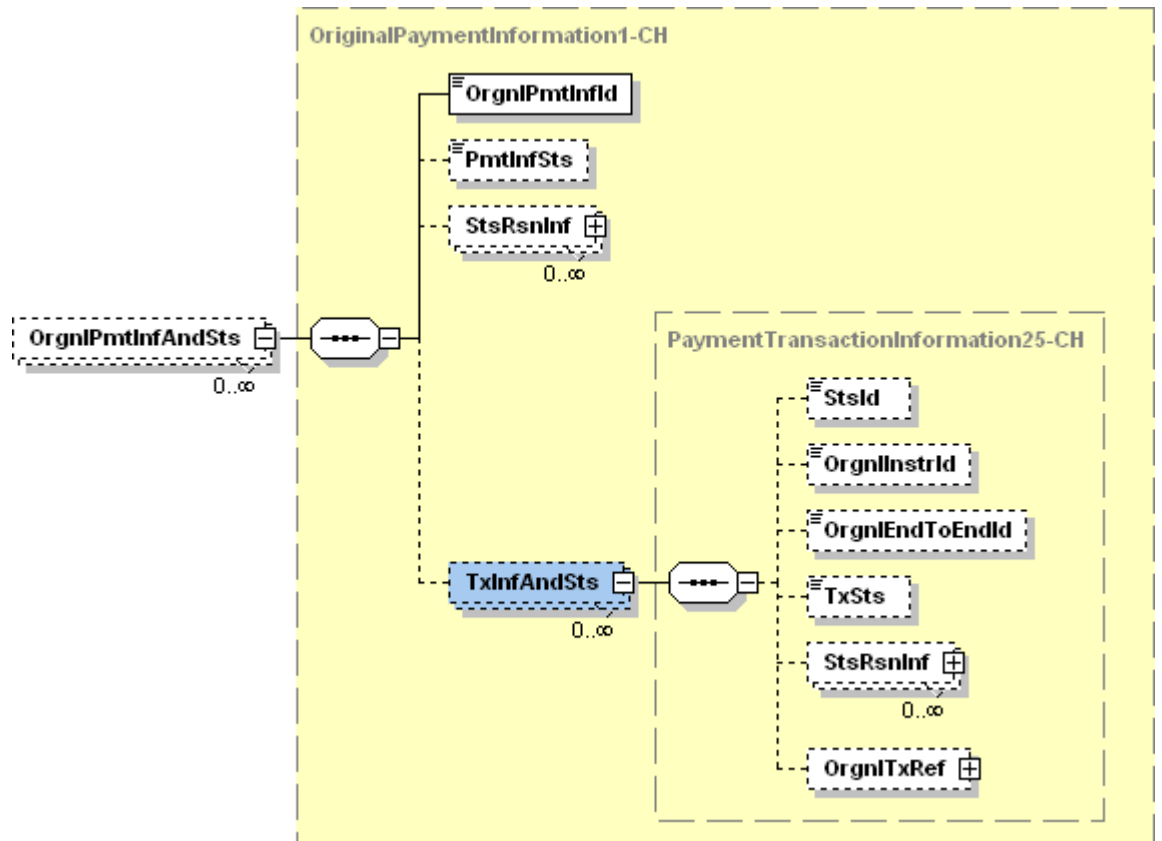 OriginalPaymentInformation1-CH
OrgnlPmtInfId
PmtInfSts
StsRsnInf
0..∞
OrgnlPmtInfAndSts
0..∞
PaymentTransactionInformation25-CH
StsId
OrgnlInstrId
OrgnlEndToEndId
TxInfAndSts
0..∞
TxSts
StsRsnInf
0..∞
OrgnlTxRef